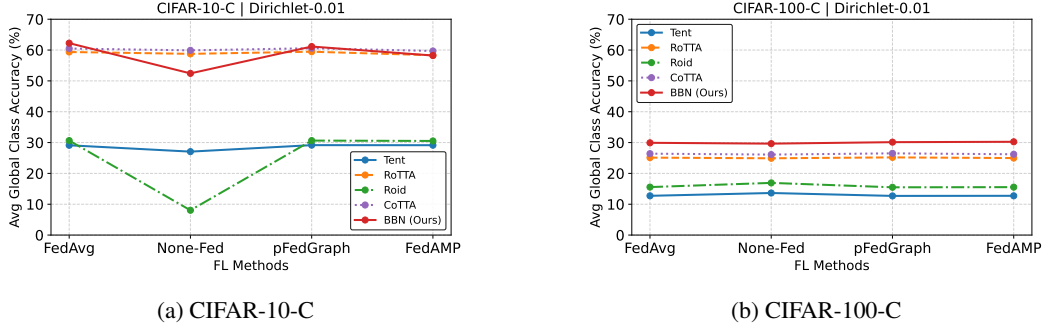 CIFAR-10-C | Dirichlet-0.01
Avg Global Class Accuracy (%)
70
60
50
40
30
20
10
0
FedAvg
None-Fed
pFedGraph
FedAMP
FL Methods
Tent
RoTTA
Roid
CoTTA
BBN (Ours)
(a) CIFAR-10-C
CIFAR-100-C | Dirichlet-0.01
Avg Global Class Accuracy (%)
70
60
50
40
30
20
10
0
FedAvg
None-Fed
pFedGraph
FedAMP
FL Methods
Tent
RoTTA
Roid
CoTTA
BBN (Ours)
(b) CIFAR-100-C